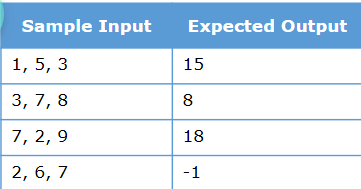 Sample Input Expected Output
1, 5, 3 15
3, 7, 8 8
7, 2, 9 18
2, 6, 7 -1